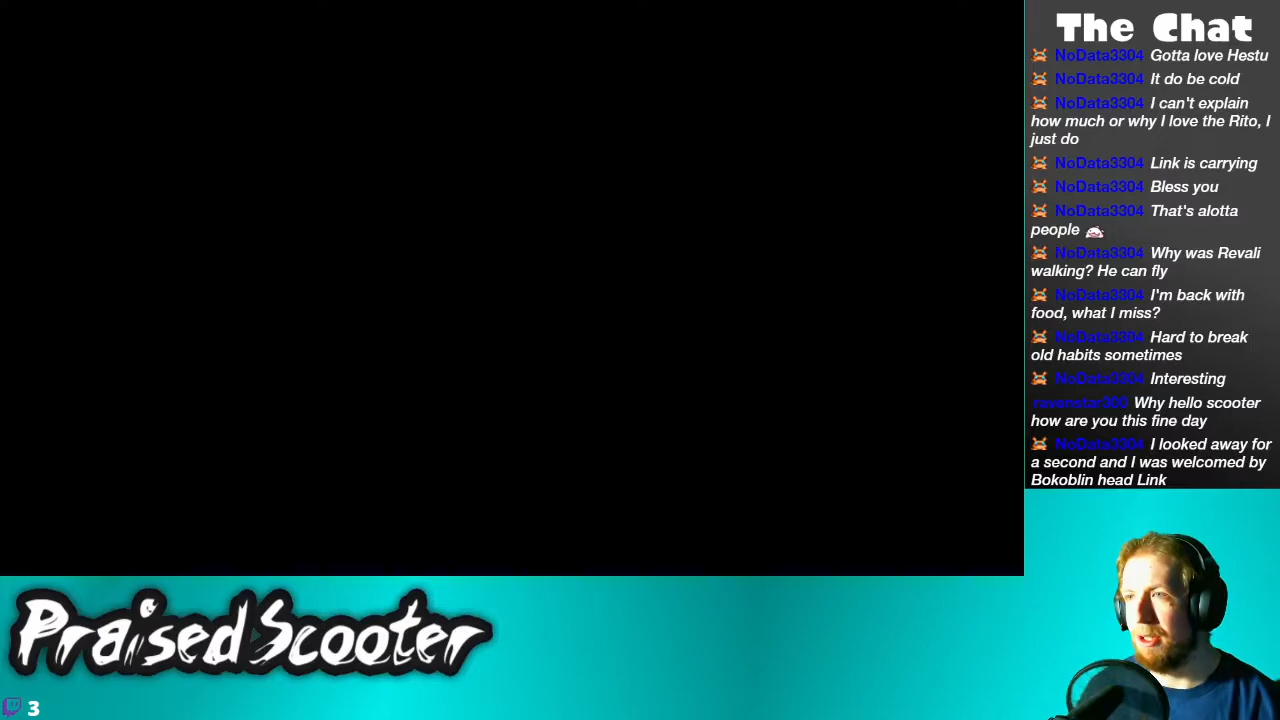 The Chat
NoData3304 Gotta love Hestu
NoData3304 It do be cold
NoData3304 I can't explain
how much or why I love the Rito, I
just do
NoData3304 Link is carrying
NoData3304 Bless you
NoData3304 That's alotta
people
NoData3304 Why was Revali
walking? He can fly
NoData3304 I'm back with
food, what I miss?
NoData3304 Hard to break
old habits sometimes
NoData3304 Interesting
ravenstar300 Why hello scooter
how are you this fine day
NoData3304 I looked away for
a second and I was welcomed by
Bokoblin head Link
PraisedScooter
3